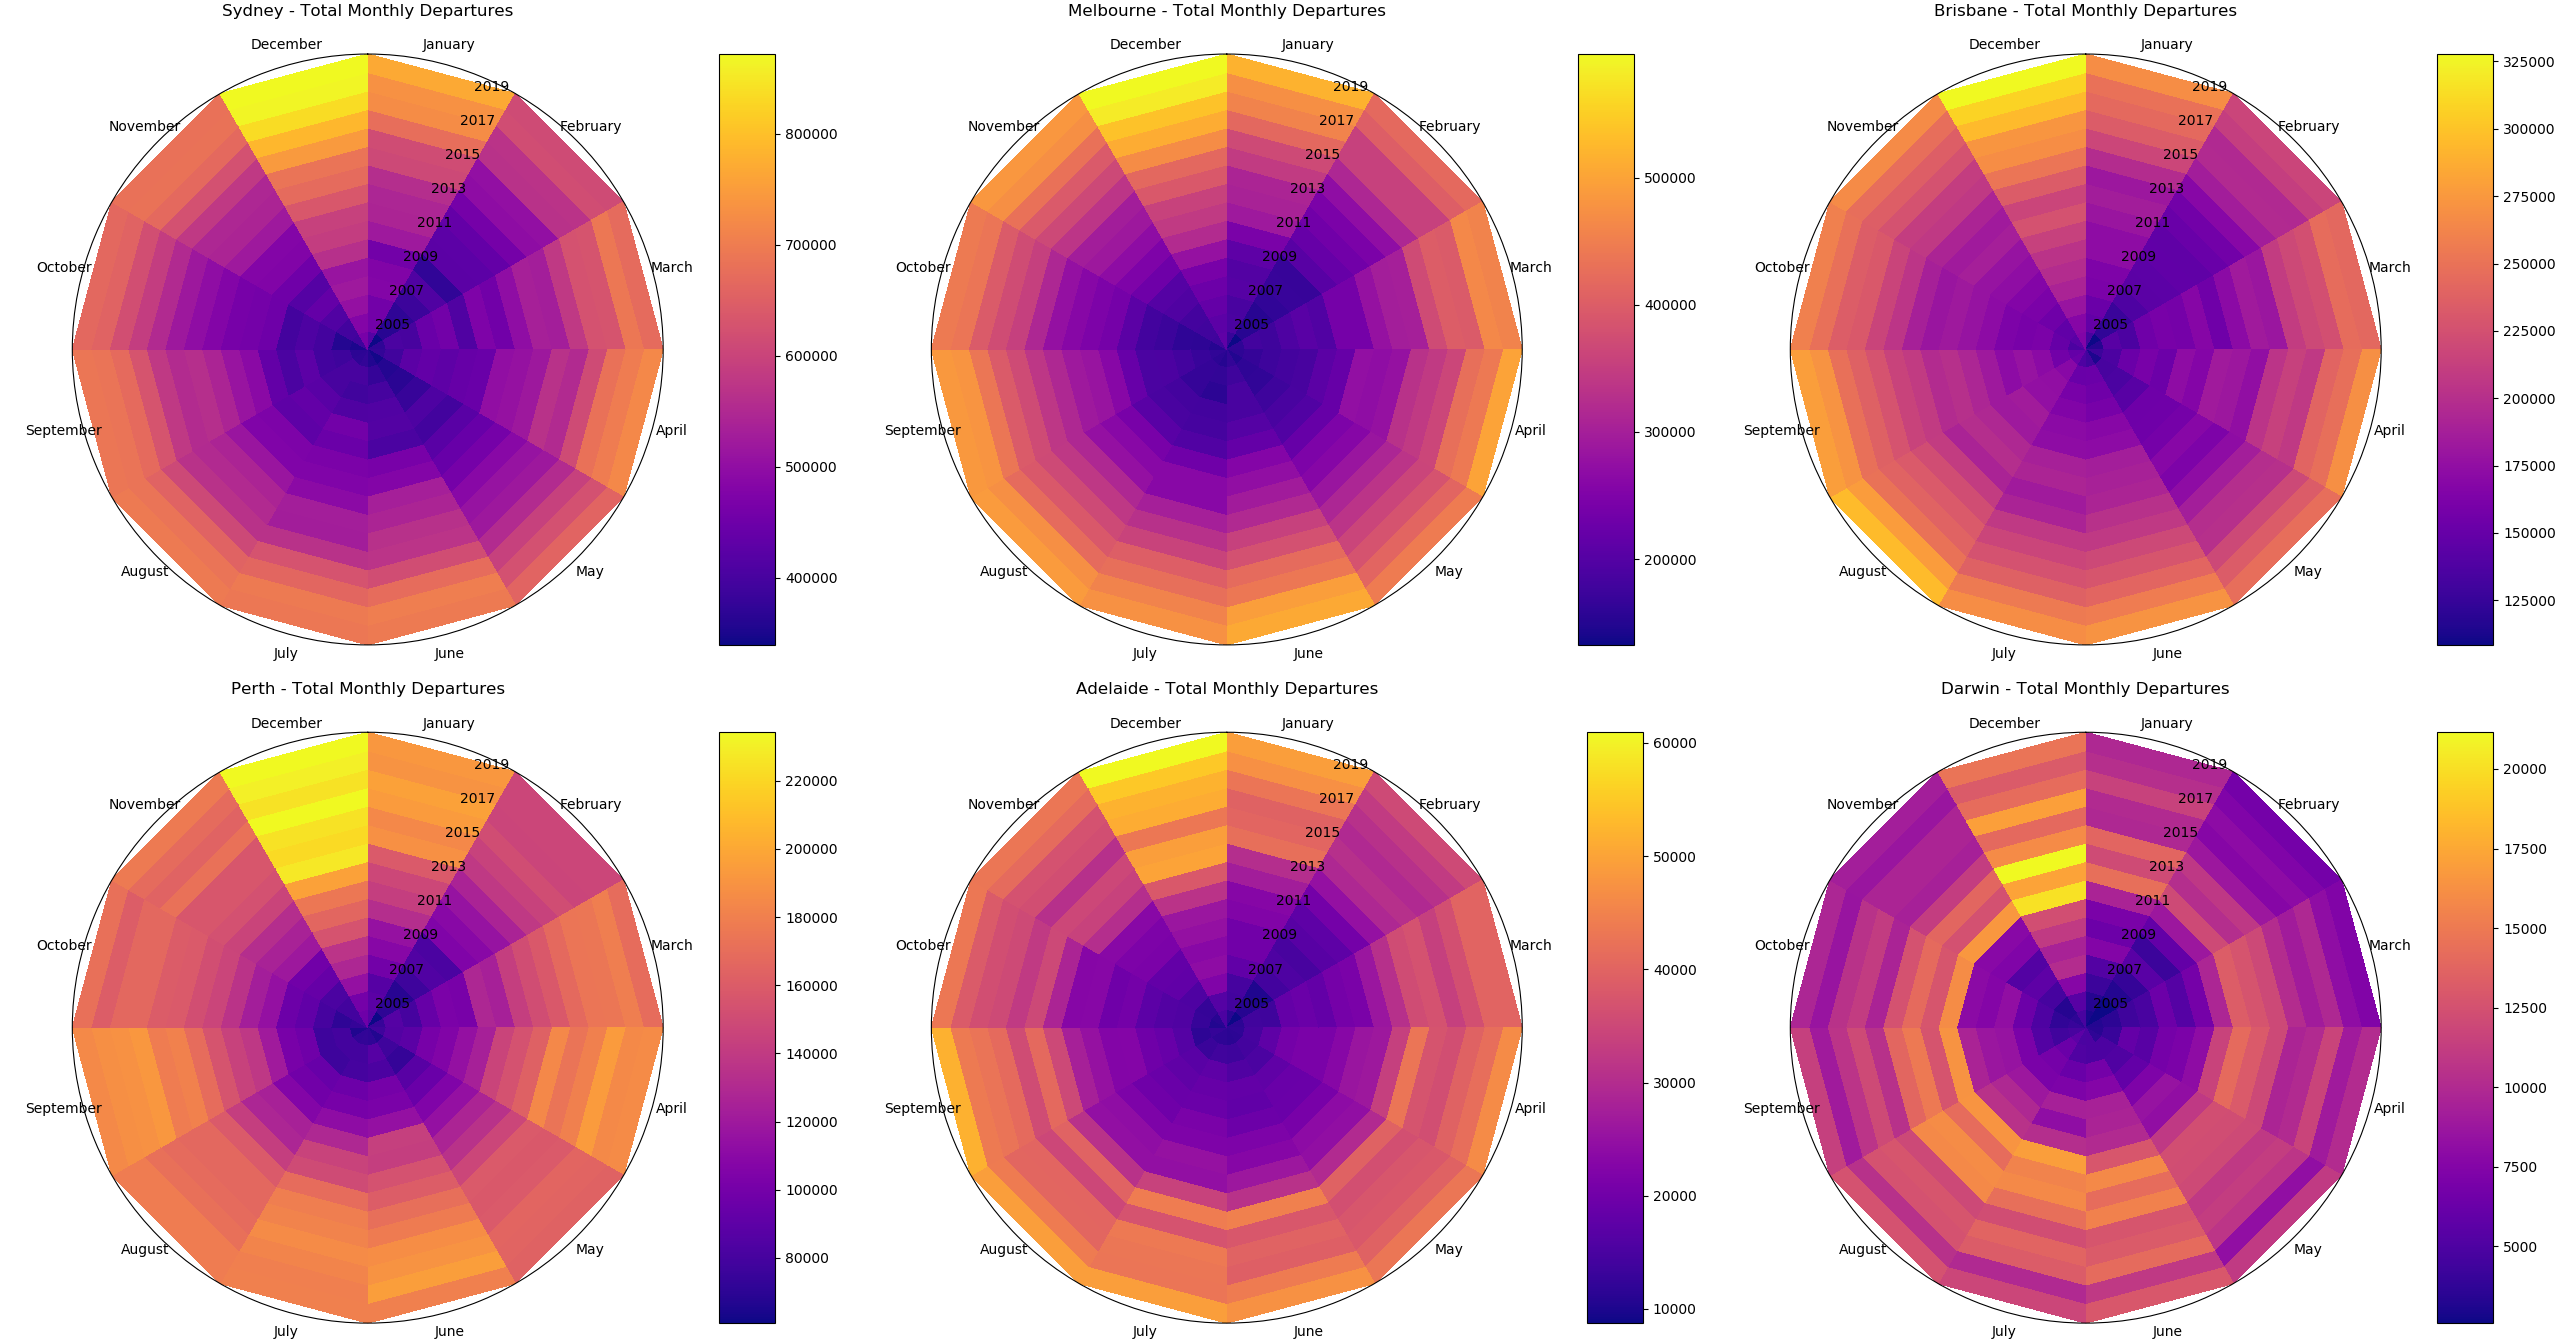 Sydney - Total Monthly Departures
December
January
2019
November
2017
February
2015
2013
2011
October
2009
March
2007
2005
September
April
August
May
July
June
800000
700000
600000
500000
400000
Melbourne - Total Monthly Departures
December
January
2019
November
2017
February
2015
2013
2011
October
2009
March
2007
2005
September
April
August
May
July
June
500000
400000
300000
200000
Brisbane - Total Monthly Departures
December
January
2019
November
2017
February
2015
2013
2011
October
2009
March
2007
2005
September
April
August
May
July
June
325000
300000
275000
250000
225000
200000
175000
150000
125000
Perth - Total Monthly Departures
December
January
2019
November
2017
February
2015
2013
2011
October
2009
March
2007
2005
September
April
August
May
July
June
220000
200000
180000
160000
140000
120000
100000
80000
Adelaide - Total Monthly Departures
December
January
2019
November
2017
February
2015
2013
2011
October
2009
March
2007
2005
September
April
August
May
July
June
60000
50000
40000
30000
20000
10000
Darwin - Total Monthly Departures
December
January
2019
November
2017
February
2015
2013
2011
October
2009
March
2007
2005
September
April
August
May
July
June
20000
17500
15000
12500
10000
7500
5000